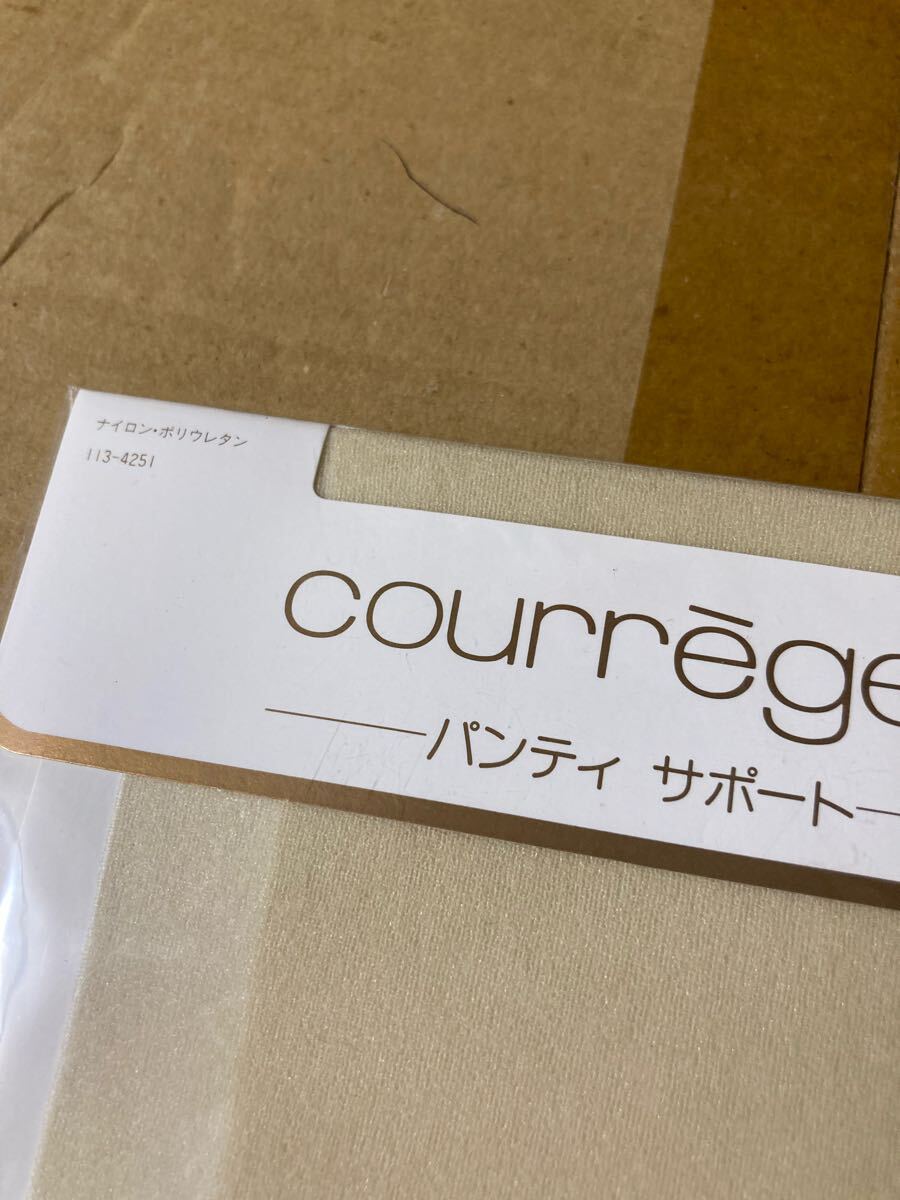 ナイロン・ポリウレタン
113-4251
courrēge
パンティ サポート